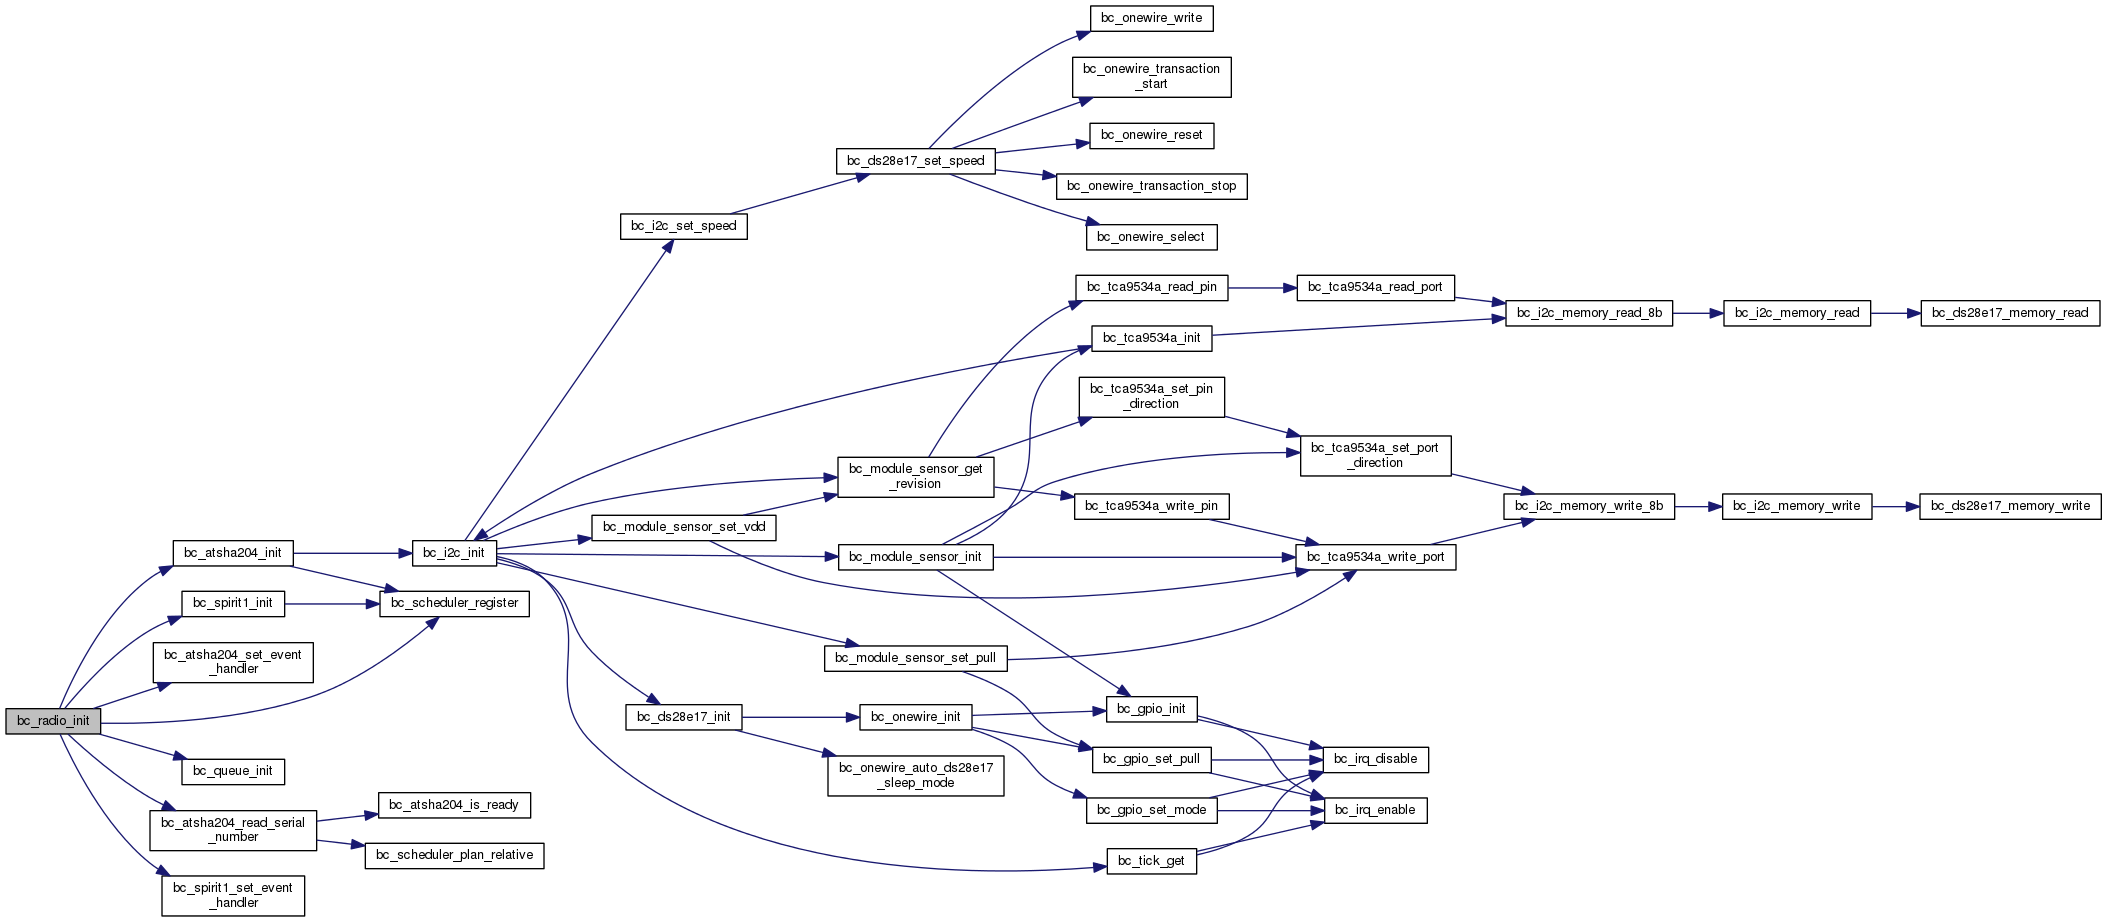 bc_onewire_write
bc_onewire_transaction
_start
bc_onewire_reset
bc_ds28e17_set_speed
bc_onewire_transaction_stop
bc_i2c_set_speed
bc_onewire_select
bc_tca9534a_read_pin
bc_tca9534a_read_port
bc_i2c_memory_read_8b
bc_i2c_memory_read
bc_ds28e17_memory_read
bc_tca9534a_init
bc_tca9534a_set_pin
_direction
bc_tca9534a_set_port
_direction
bc_module_sensor_get
_revision
bc_tca9534a_write_pin
bc_i2c_memory_write_8b
bc_i2c_memory_write
bc_ds28e17_memory_write
bc_module_sensor_set_vdd
bc_atsha204_init
bc_i2c_init
bc_module_sensor_init
bc_tca9534a_write_port
bc_spirit1_init
bc_scheduler_register
bc_atsha204_set_event
_handler
bc_module_sensor_set_pull
bc_radio_init
bc_ds28e17_init
bc_onewire_init
bc_gpio_init
bc_queue_init
bc_onewire_auto_ds28e17
_sleep_mode
bc_gpio_set_pull
bc_irq_disable
bc_atsha204_read_serial
_number
bc_atsha204_is_ready
bc_gpio_set_mode
bc_irq_enable
bc_scheduler_plan_relative
bc_tick_get
bc_spirit1_set_event
_handler